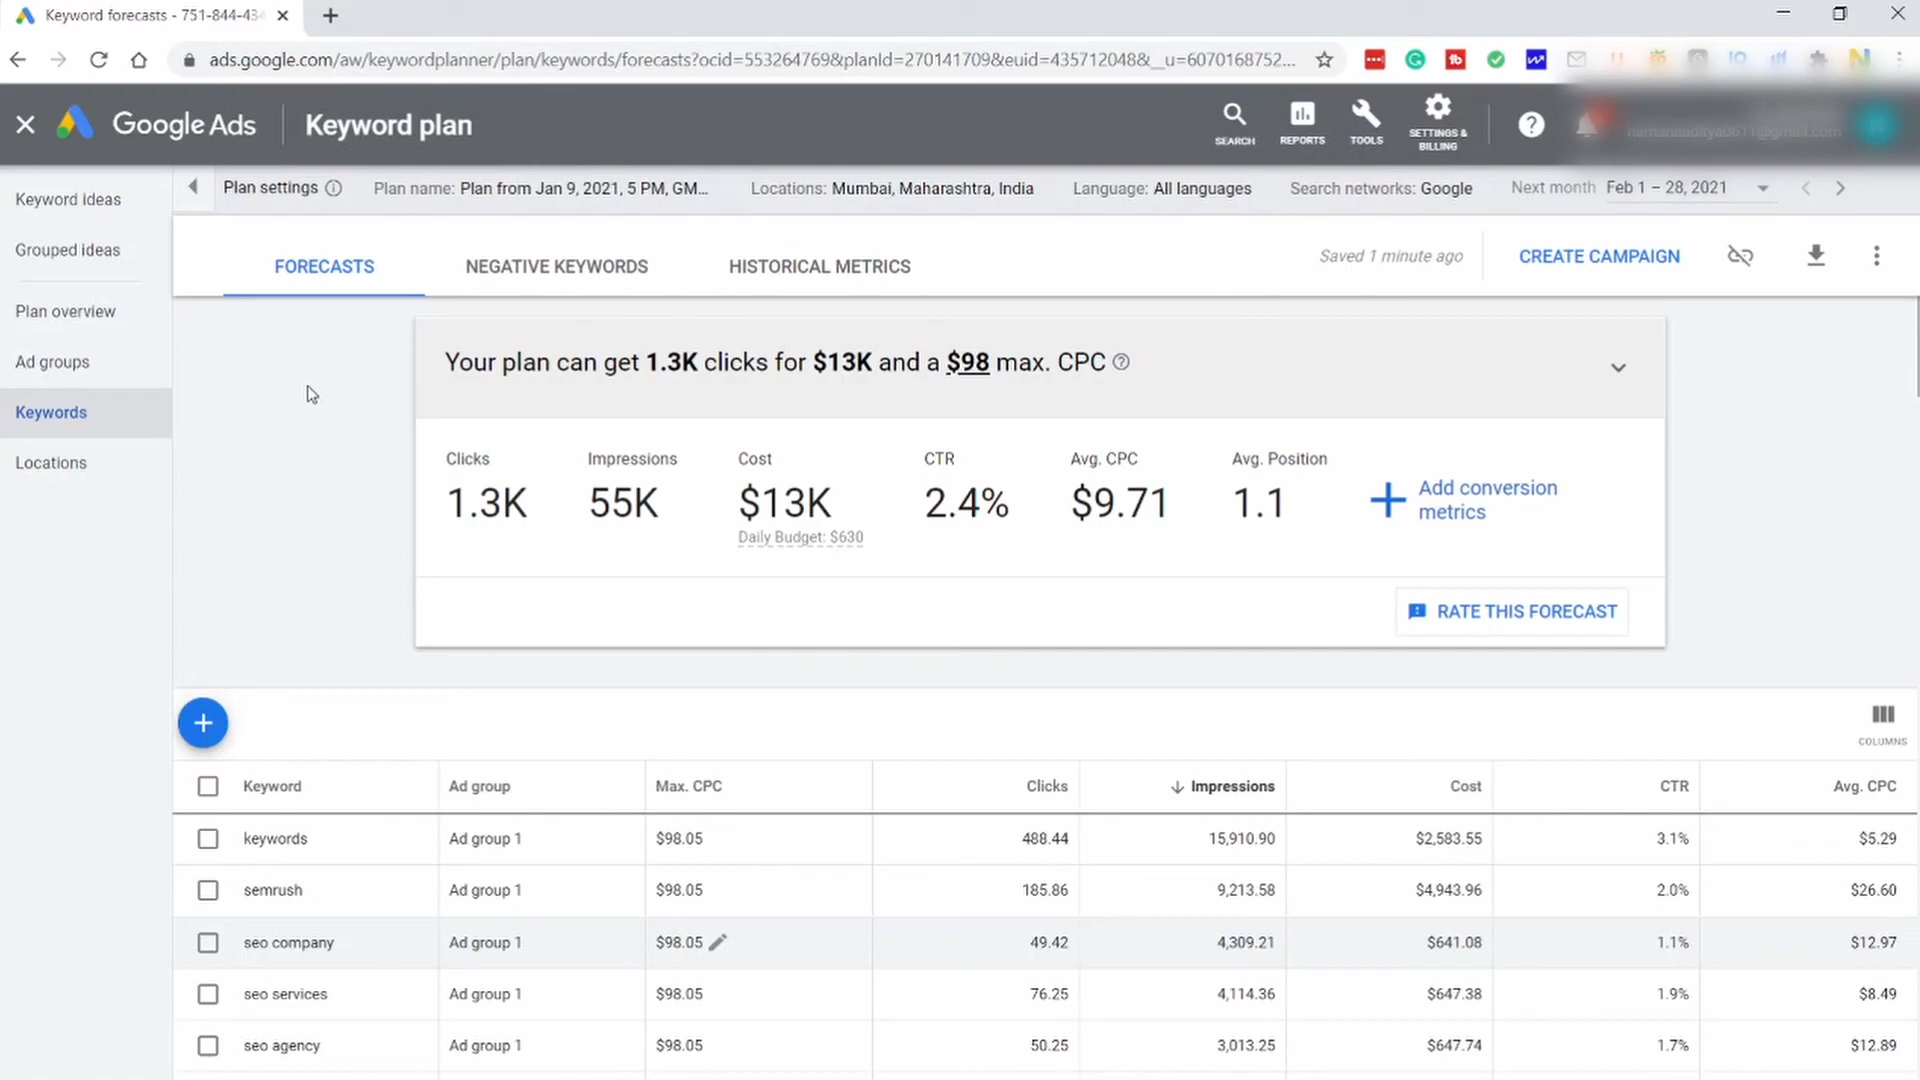 Keyword forecasts - 751-844-434
ads.google.com/aw/keywordplanner/plan/keywords/forecasts?ocid=553264769&planId=270141709&euid=435712048&__u=6070168752...
Google Ads
Keyword plan
SEARCH
REPORTS
TOOLS
SETTINGS &
BILLING
namanaaditya0611@gmail.com
Keyword ideas
Grouped ideas
Plan overview
Ad groups
Keywords
Locations
Plan settings
Plan name: Plan from Jan 9, 2021, 5 PM, GM...
Locations: Mumbai, Maharashtra, India
Language: All languages
Search networks: Google
Next month Feb 1 – 28, 2021
FORECASTS
NEGATIVE KEYWORDS
HISTORICAL METRICS
Saved 1 minute ago
CREATE CAMPAIGN
Your plan can get 1.3K clicks for $13K and a $98 max. CPC
Clicks Impressions Cost CTR Avg. CPC Avg. Position
1.3K 55K $13K 2.4% $9.71 1.1
Daily Budget: $630
Add conversion
metrics
RATE THIS FORECAST
COLUMNS
Keyword Ad group Max. CPC Clicks Impressions Cost CTR Avg. CPC
keywords Ad group 1 $98.05 488.44 15,910.90 $2,583.55 3.1% $5.29
semrush Ad group 1 $98.05 185.86 9,213.58 $4,943.96 2.0% $26.60
seo company Ad group 1 $98.05 49.42 4,309.21 $641.08 1.1% $12.97
seo services Ad group 1 $98.05 76.25 4,114.36 $647.38 1.9% $8.49
seo agency Ad group 1 $98.05 50.25 3,013.25 $647.74 1.7% $12.89